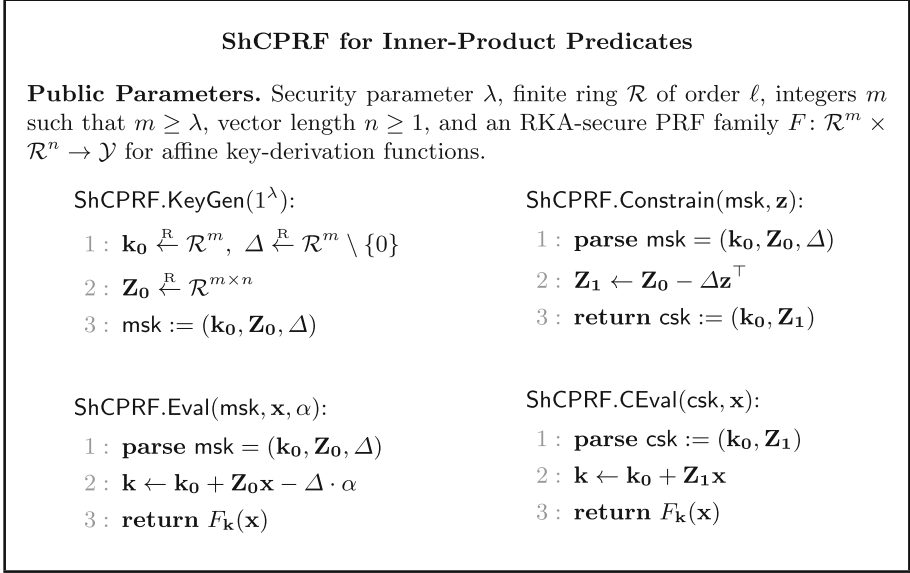 ShCPRF for Inner-Product Predicates
Public Parameters. Security parameter λ, finite ring ℛ of order ℓ, integers m
such that m ≥ λ, vector length n ≥ 1, and an RKA-secure PRF family F: ℛ^m ×
ℛ^n → 𝒴 for affine key-derivation functions.
ShCPRF.KeyGen(1^λ):
1 : k₀ ←^R ℛ^m, Δ ←^R ℛ^m \ {0}
2 : Z₀ ←^R ℛ^{m×n}
3 : msk := (k₀, Z₀, Δ)
ShCPRF.Constrain(msk, z):
1 : parse msk = (k₀, Z₀, Δ)
2 : Z₁ ← Z₀ − Δz^⊤
3 : return csk := (k₀, Z₁)
ShCPRF.Eval(msk, x, α):
1 : parse msk = (k₀, Z₀, Δ)
2 : k ← k₀ + Z₀x − Δ · α
3 : return F_k(x)
ShCPRF.CEval(csk, x):
1 : parse csk := (k₀, Z₁)
2 : k ← k₀ + Z₁x
3 : return F_k(x)